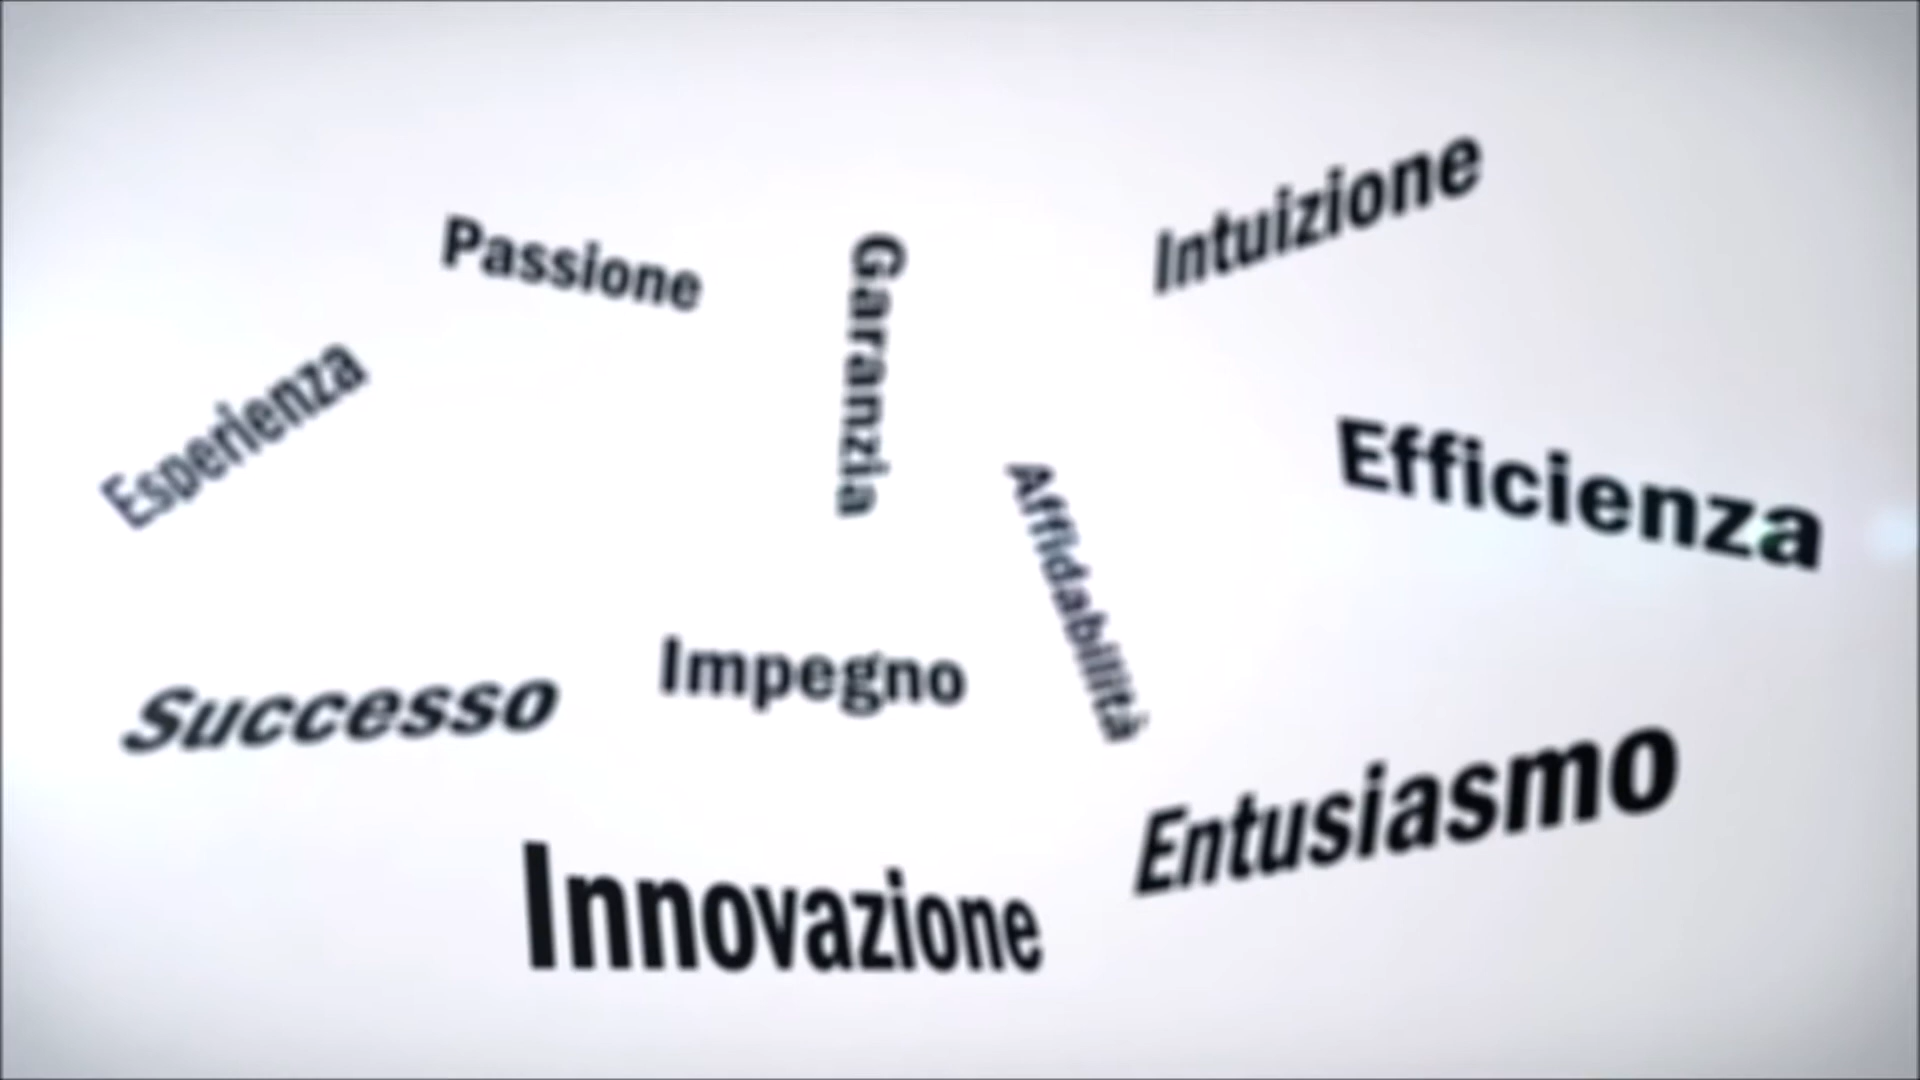 Intuizione
Passione
Garanzia
Esperienza
Efficienza
Affidabilità
Impegno
Successo
Entusiasmo
Innovazione